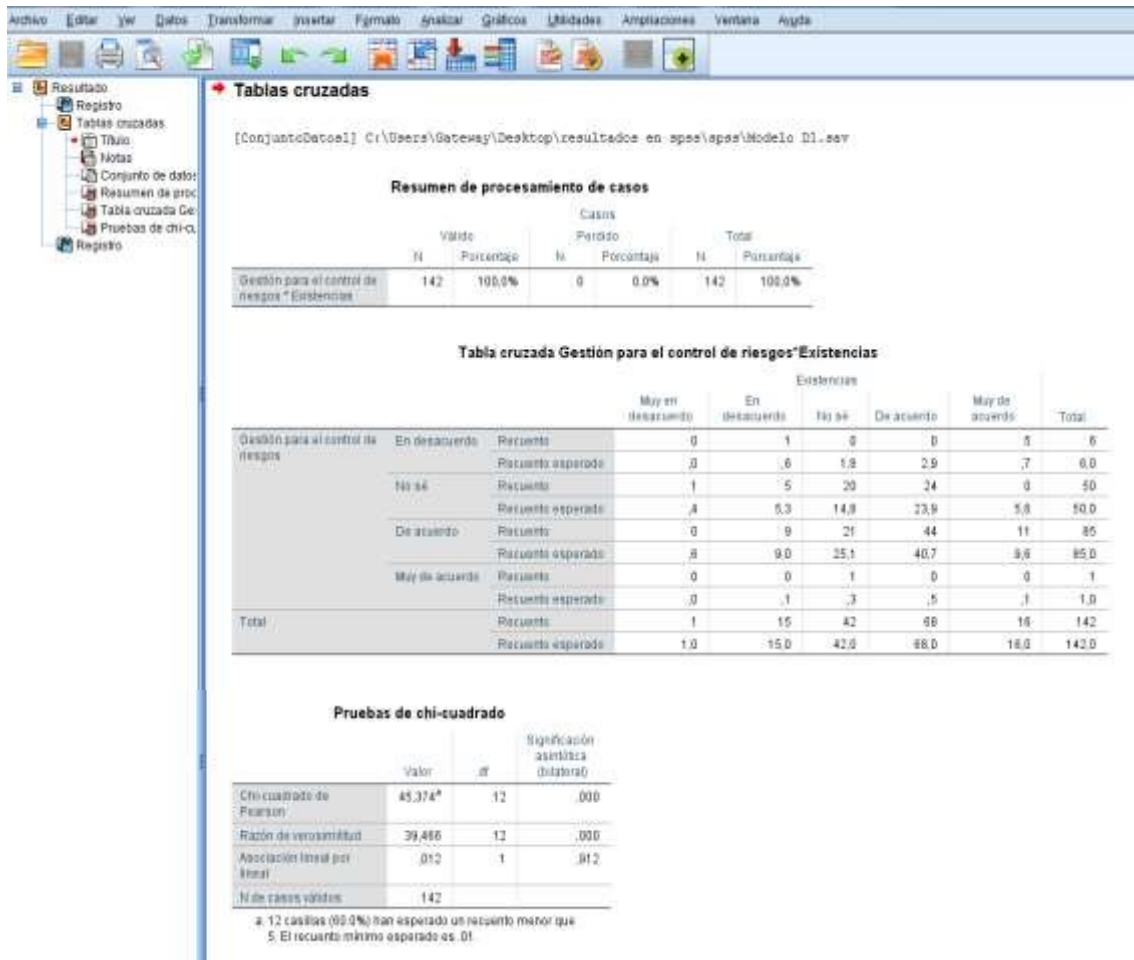 Archivo Editar Ver Datos Transformar Insertar Formato Analizar Gráficos Utilidades Ampliaciones Ventana Ayuda
Resultado
Registro
Tablas cruzadas
Título
Notas
Conjunto de datos
Resumen de proc
Tabla cruzada Ge
Pruebas de chi-cu
Registro
Tablas cruzadas
[ConjuntoDatos1] C:\Users\Gateway\Desktop\resultados en spss\spss\Modelo D1.sav
Resumen de procesamiento de casos
Casos
Válido Perdido Total
N Porcentaje N Porcentaje N Porcentaje
Gestión para el control de 142 100,0% 0 0,0% 142 100,0%
riesgos * Existencias
Tabla cruzada Gestión para el control de riesgos*Existencias
Existencias
Muy en En Muy de
desacuerdo desacuerdo No sé De acuerdo acuerdo Total
Gestión para el control de En desacuerdo Recuento 0 1 0 0 5 6
riesgos Recuento esperado ,0 ,6 1,8 2,9 ,7 6,0
No sé Recuento 1 5 20 24 0 50
Recuento esperado ,4 5,3 14,8 23,9 5,6 50,0
De acuerdo Recuento 0 9 21 44 11 85
Recuento esperado ,6 9,0 25,1 40,7 9,6 85,0
Muy de acuerdo Recuento 0 0 1 0 0 1
Recuento esperado ,0 ,1 ,3 ,5 ,1 1,0
Total Recuento 1 15 42 68 16 142
Recuento esperado 1,0 15,0 42,0 68,0 16,0 142,0
Pruebas de chi-cuadrado
Significación
asintótica
Valor df (bilateral)
Chi-cuadrado de 45,374a 12 ,000
Pearson
Razón de verosimilitud 39,466 12 ,000
Asociación lineal por ,012 1 ,912
lineal
N de casos válidos 142
a. 12 casillas (60,0%) han esperado un recuento menor que
5. El recuento mínimo esperado es ,01.